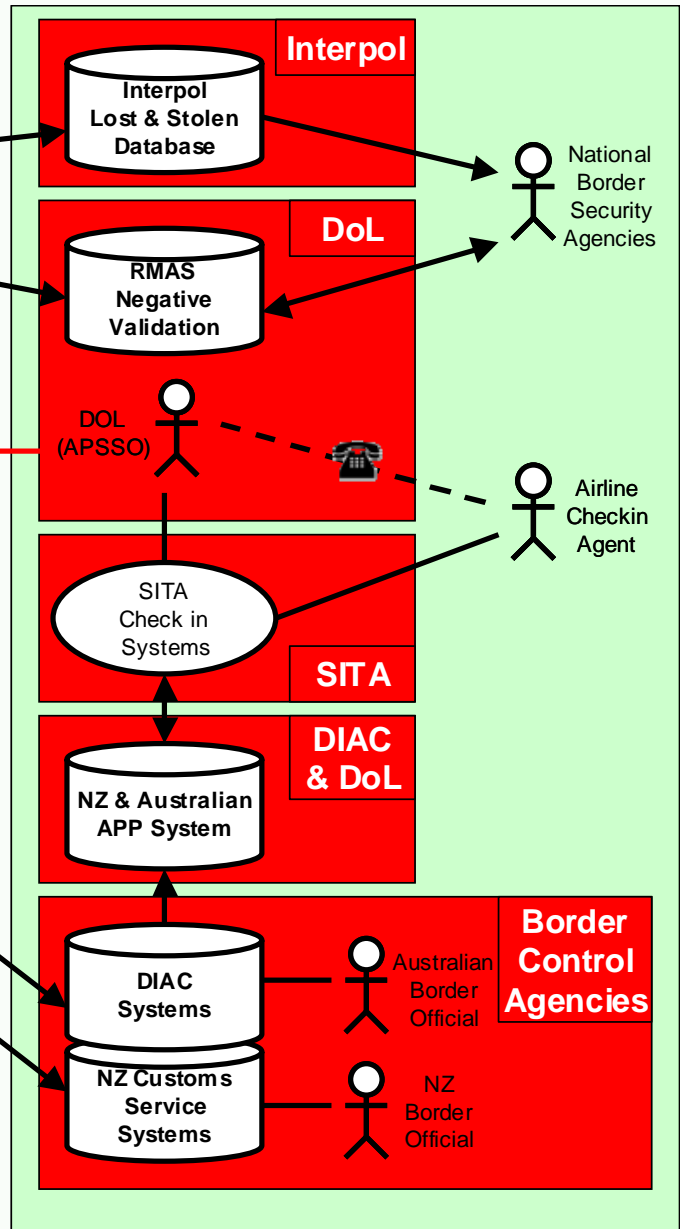 Interpol
Interpol
Lost & Stolen
Database
National
Border
Security
Agencies
DoL
RMAS
Negative
Validation
DOL
(APSSO)
Airline
Checkin
Agent
SITA
Check in
Systems
SITA
DIAC
& DoL
NZ & Australian
APP System
Border
Control
Agencies
DIAC
Systems
Australian
Border
Official
NZ Customs
Service
Systems
NZ
Border
Official